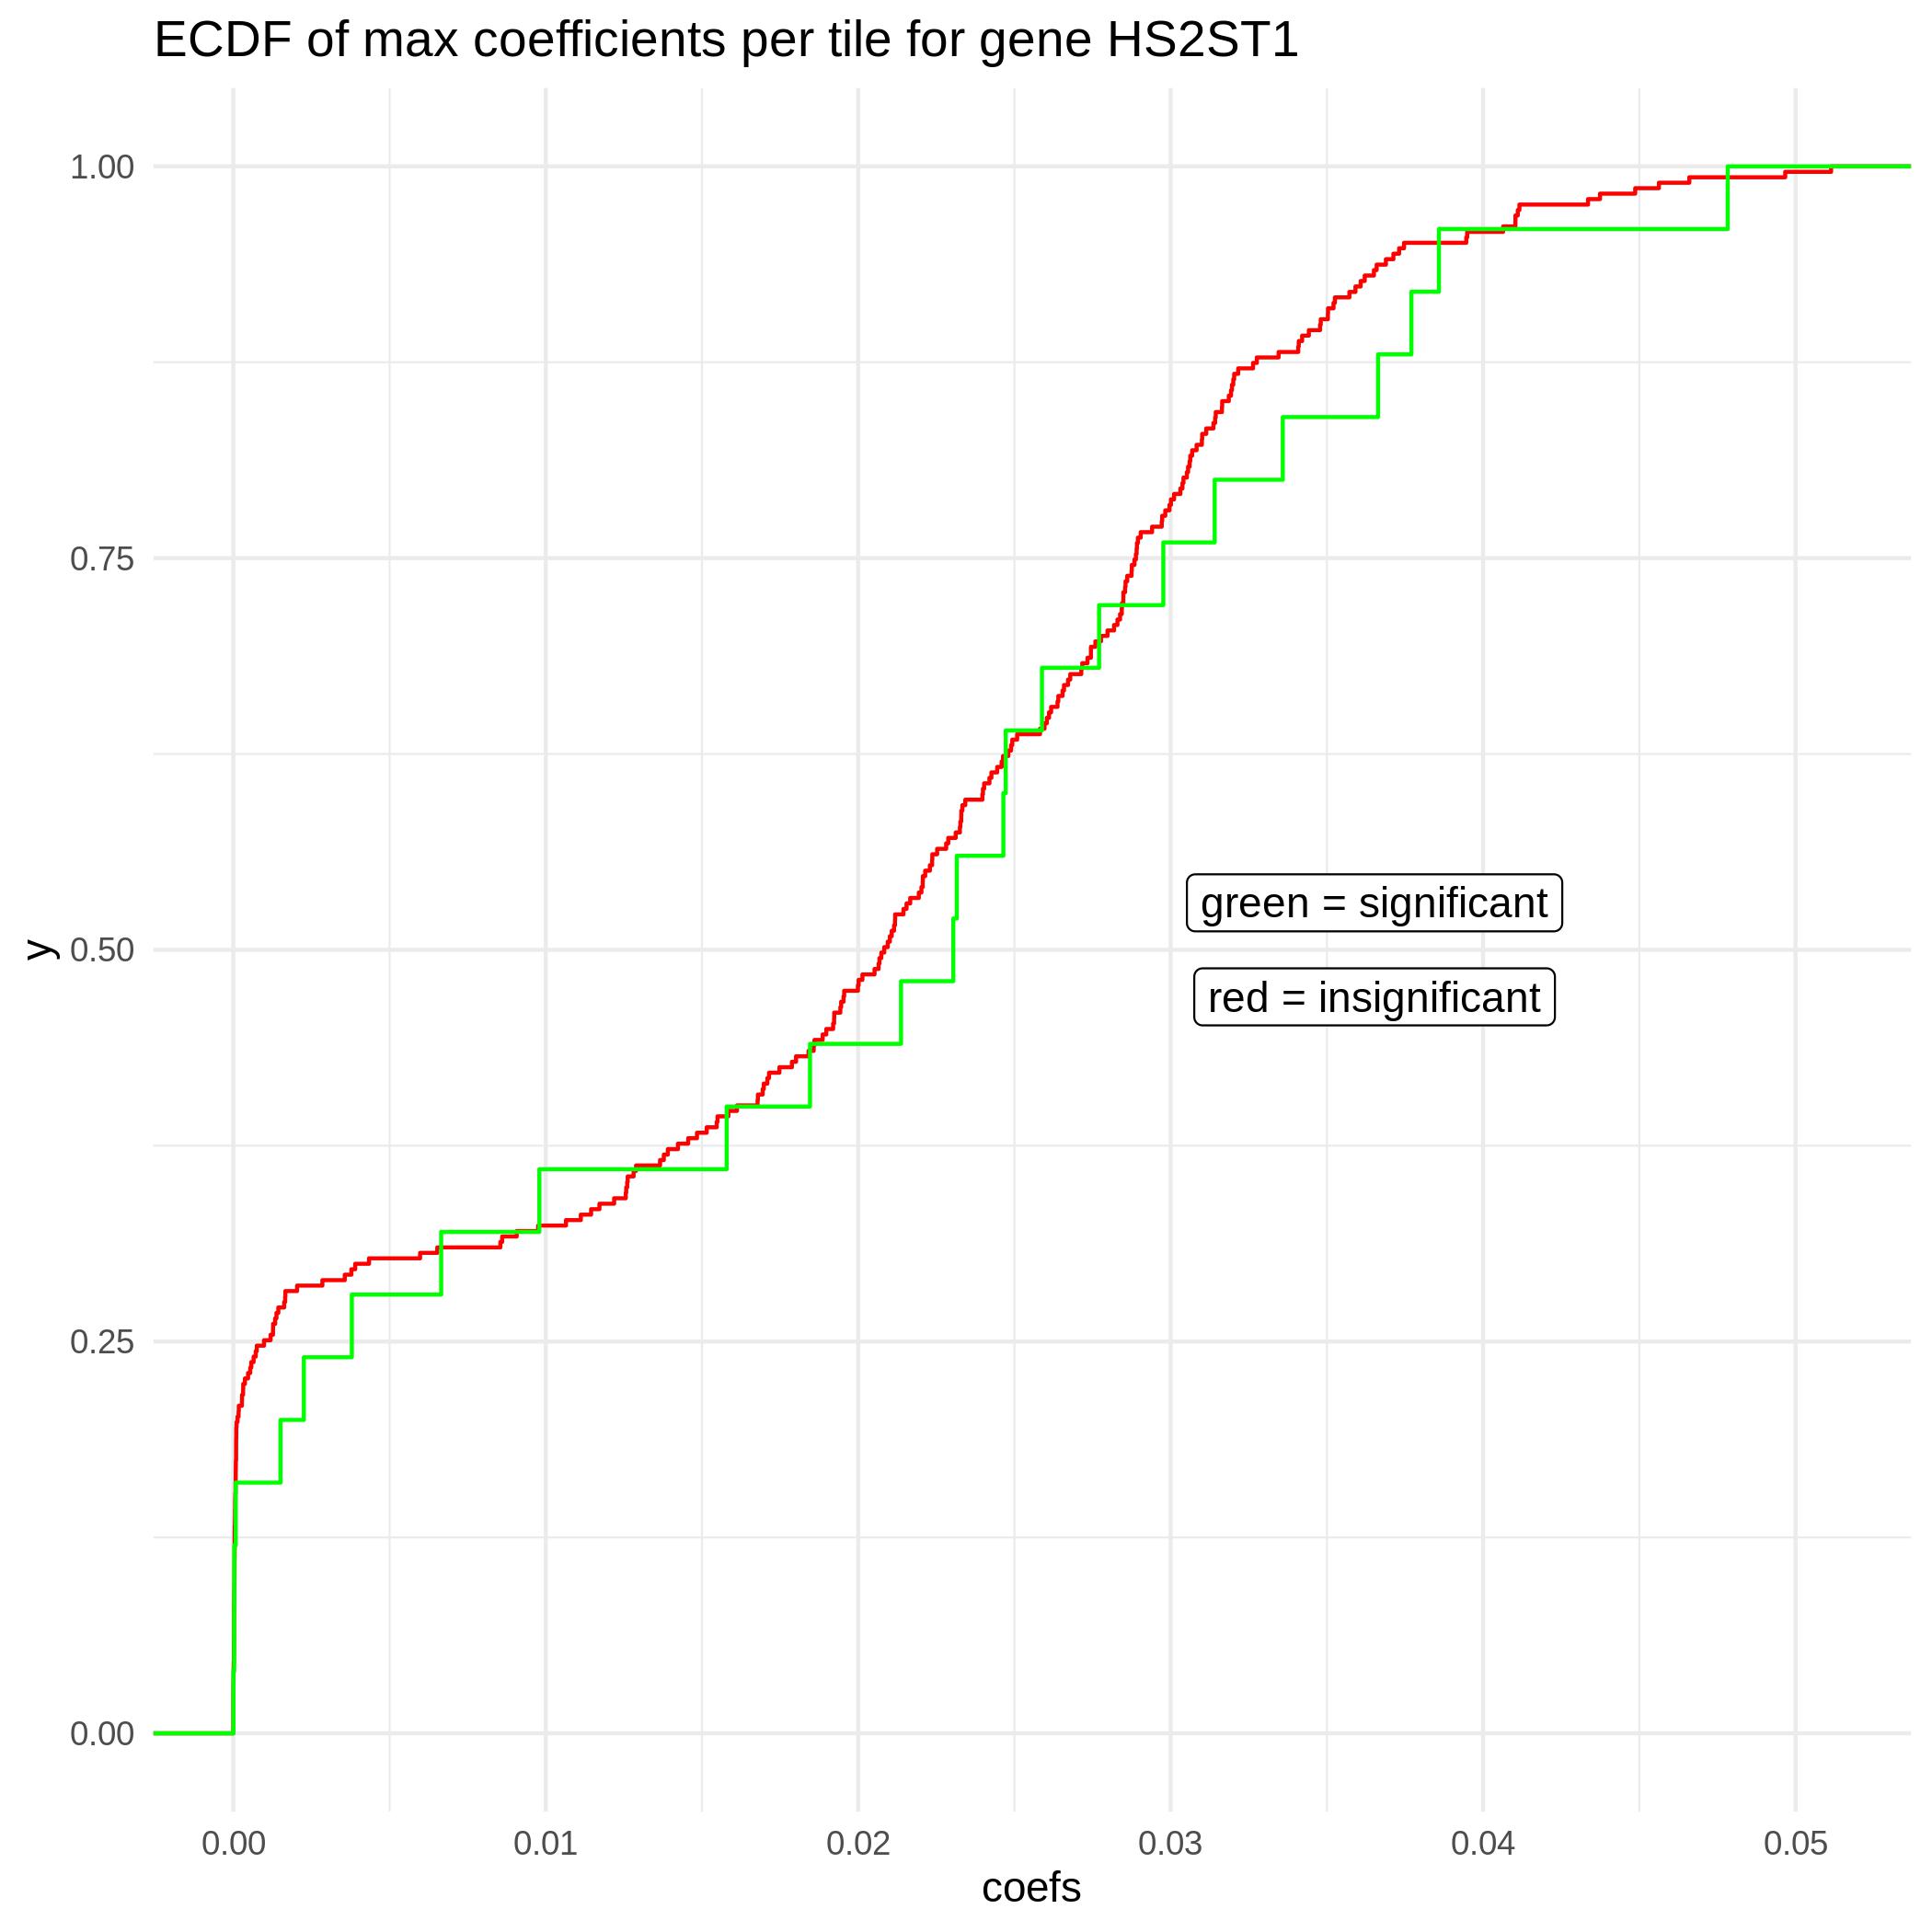 ECDF of max coefficients per tile for gene HS2ST1
1.00
0.75
0.50
0.25
0.00
y
green = significant
red = insignificant
0.00 0.01 0.02 0.03 0.04 0.05
coefs